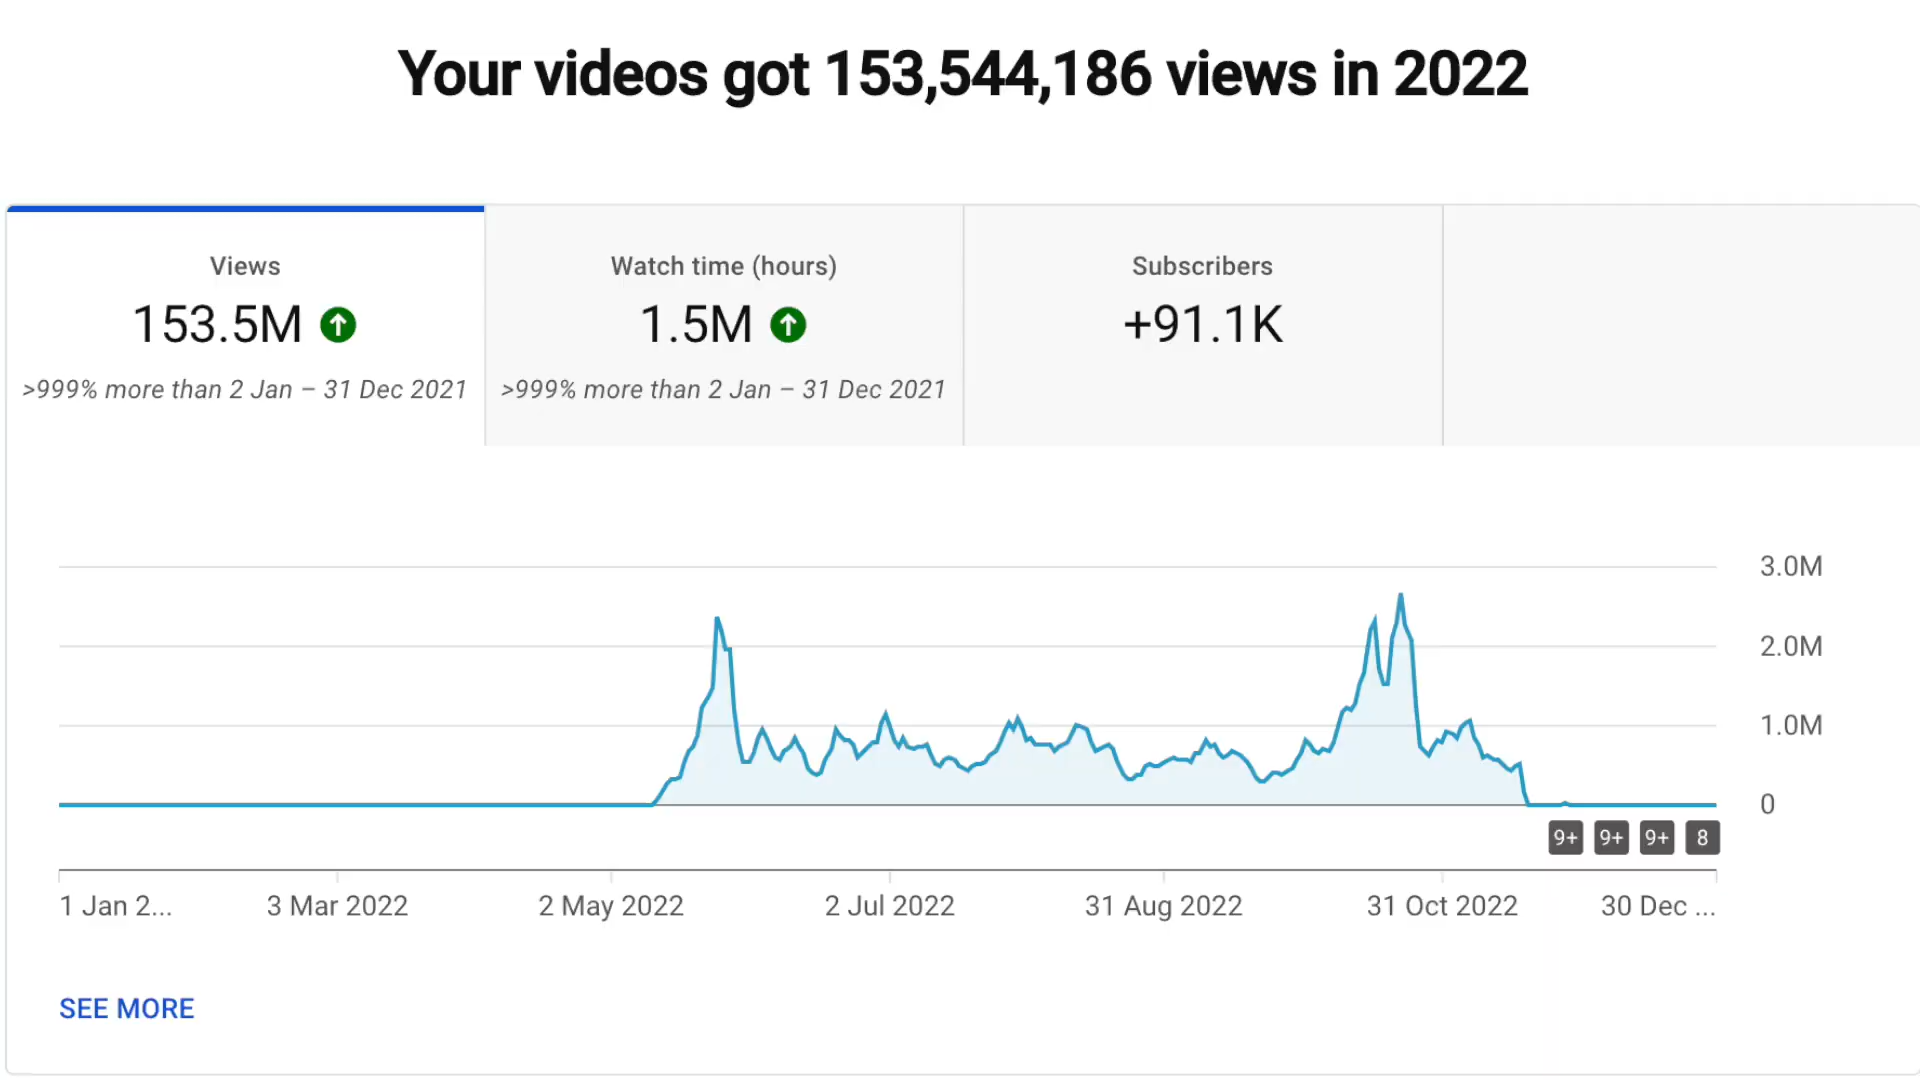 Your videos got 153,544,186 views in 2022
Views
153.5M
>999% more than 2 Jan – 31 Dec 2021
Watch time (hours)
1.5M
>999% more than 2 Jan – 31 Dec 2021
Subscribers
+91.1K
3.0M
2.0M
1.0M
0
9+ 9+ 9+ 8
1 Jan 2... 3 Mar 2022 2 May 2022 2 Jul 2022 31 Aug 2022 31 Oct 2022 30 Dec ...
SEE MORE